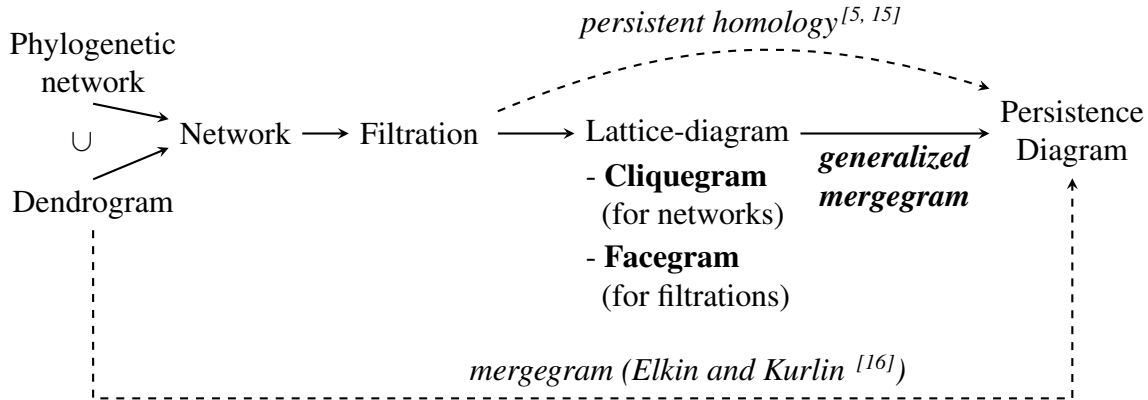 persistent homology[5, 15]
Phylogenetic
network
∪
Dendrogram
Network
Filtration
Lattice-diagram
- Cliquegram
(for networks)
- Facegram
(for filtrations)
generalized
mergegram
Persistence
Diagram
mergegram (Elkin and Kurlin [16])